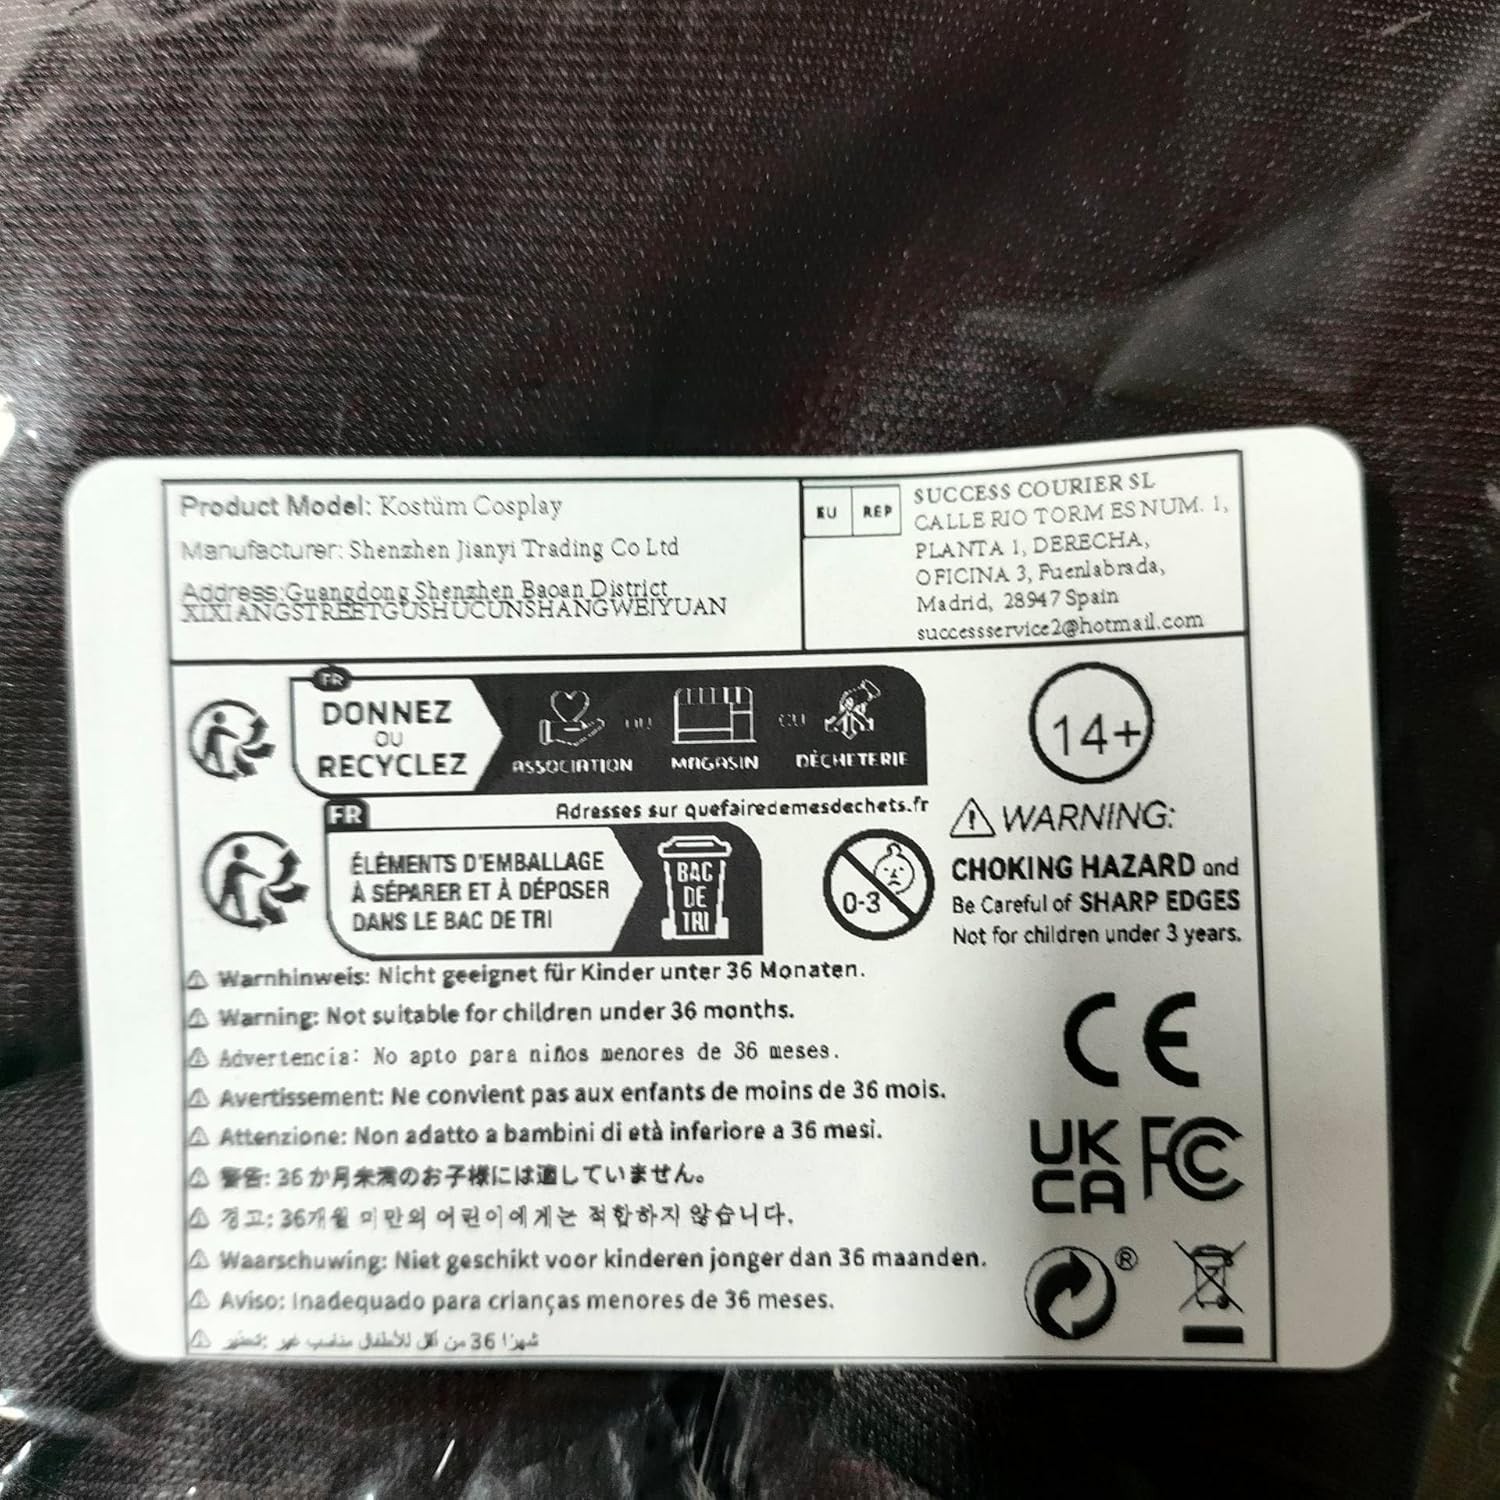 Product Model: Kostüm Cosplay
Manufacturer: Shenzhen Jianyi Trading Co Ltd
Address:Guangdong Shenzhen Baoan District
XIXIANGSTREETGUSHUCUNSHANGWEIYUAN
EU REP
SUCCESS COURIER SL
CALLE RIO TORMES NUM. 1,
PLANTA 1, DERECHA,
OFICINA 3, Fuenlabrada,
Madrid, 28947 Spain
successservice2@hotmail.com
FR
DONNEZ
OU
RECYCLEZ
ASSOCIATION OU MAGASIN OU DÉCHETERIE
Adresses sur quefairedemesdechets.fr
FR
ÉLÉMENTS D'EMBALLAGE
À SÉPARER ET À DÉPOSER
DANS LE BAC DE TRI
BAC
DE
TRI
0-3
14+
WARNING:
CHOKING HAZARD and
Be Careful of SHARP EDGES
Not for children under 3 years.
Warnhinweis: Nicht geeignet für Kinder unter 36 Monaten.
Warning: Not suitable for children under 36 months.
Advertencia: No apto para niños menores de 36 meses.
Avertissement: Ne convient pas aux enfants de moins de 36 mois.
Attenzione: Non adatto a bambini di età inferiore a 36 mesi.
警告: 36 か月未満のお子様には適していません。
경고: 36개월 미만의 어린이에게는 적합하지 않습니다.
Waarschuwing: Niet geschikt voor kinderen jonger dan 36 maanden.
Aviso: Inadequado para crianças menores de 36 meses.
CE
UK
CA
FC
®